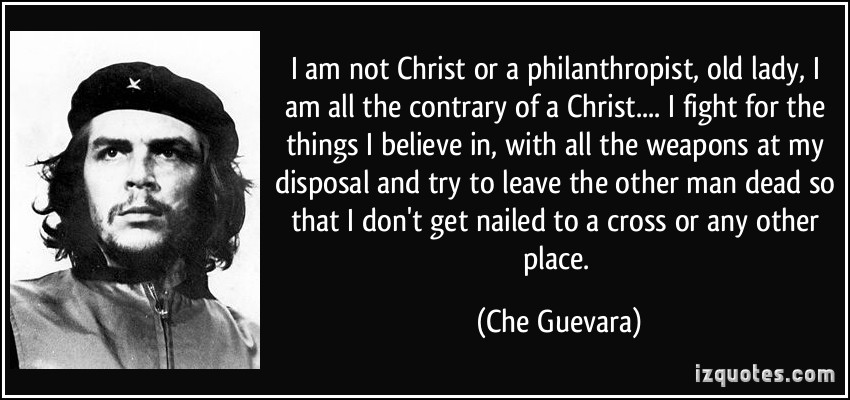 I am not Christ or a philanthropist, old lady, I
am all the contrary of a Christ.... I fight for the
things I believe in, with all the weapons at my
disposal and try to leave the other man dead so
that I don't get nailed to a cross or any other
place.
(Che Guevara)
izquotes.com